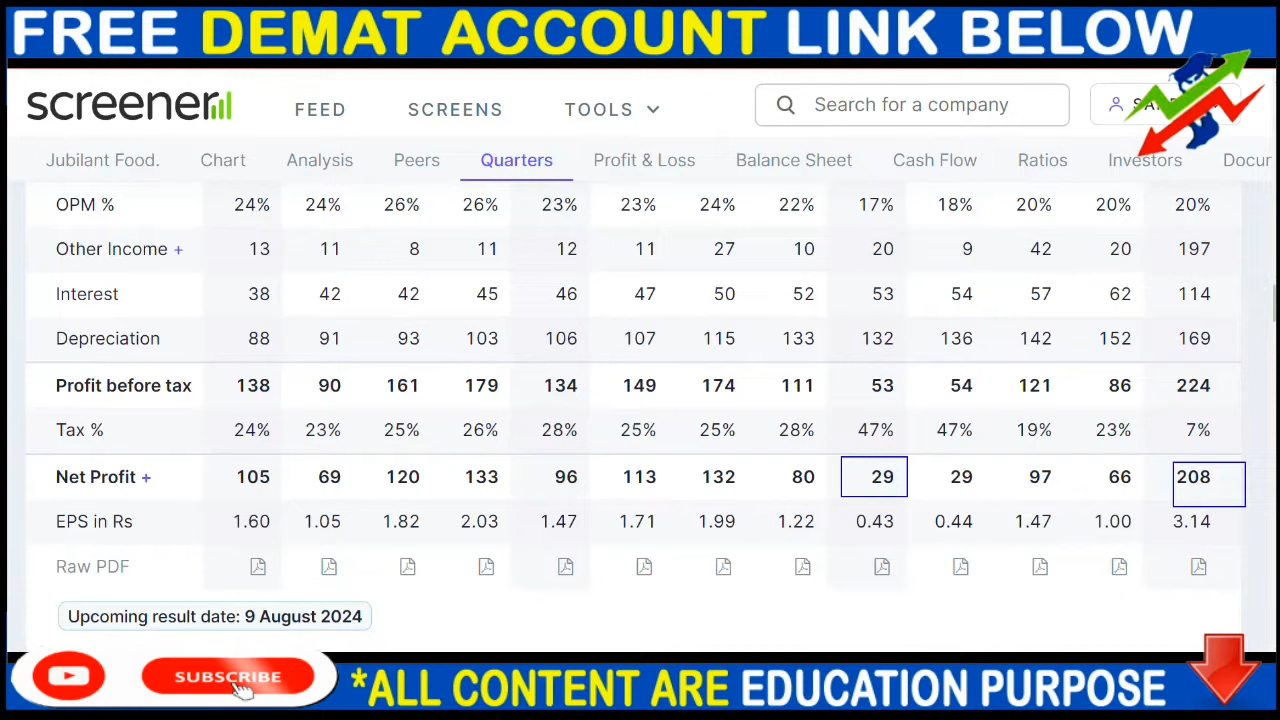 FREE DEMAT ACCOUNT LINK BELOW
screener FEED SCREENS TOOLS Search for a company
Jubilant Food. Chart Analysis Peers Quarters Profit & Loss Balance Sheet Cash Flow Ratios Investors Docur
OPM % 24% 24% 26% 26% 23% 23% 24% 22% 17% 18% 20% 20% 20%
Other Income + 13 11 8 11 12 11 27 10 20 9 42 20 197
Interest 38 42 42 45 46 47 50 52 53 54 57 62 114
Depreciation 88 91 93 103 106 107 115 133 132 136 142 152 169
Profit before tax 138 90 161 179 134 149 174 111 53 54 121 86 224
Tax % 24% 23% 25% 26% 28% 25% 25% 28% 47% 47% 19% 23% 7%
Net Profit + 105 69 120 133 96 113 132 80 29 29 97 66 208
EPS in Rs 1.60 1.05 1.82 2.03 1.47 1.71 1.99 1.22 0.43 0.44 1.47 1.00 3.14
Raw PDF
Upcoming result date: 9 August 2024
SUBSCRIBE
*ALL CONTENT ARE EDUCATION PURPOSE